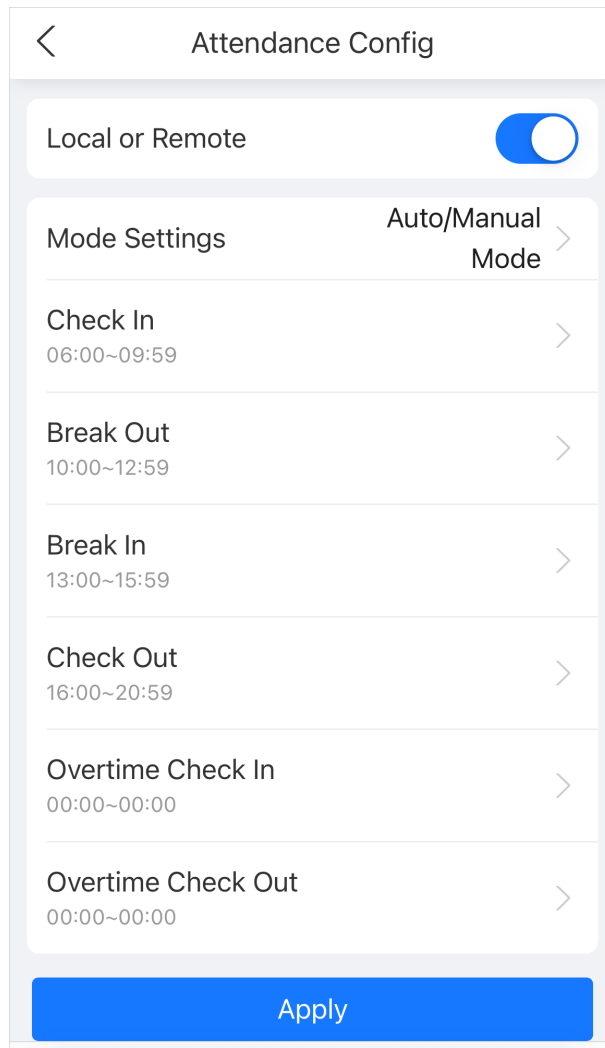 Attendance Config
Local or Remote
Mode Settings
Auto/Manual
Mode
Check In
06:00~09:59
Break Out
10:00~12:59
Break In
13:00~15:59
Check Out
16:00~20:59
Overtime Check In
00:00~00:00
Overtime Check Out
00:00~00:00
Apply